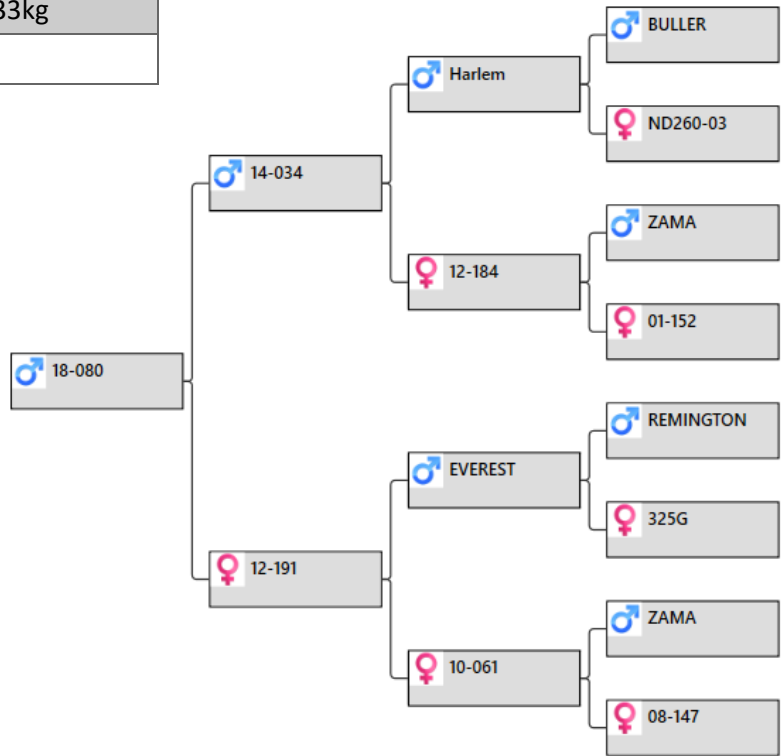 33kg
BULLER
Harlem
ND260-03
14-034
ZAMA
12-184
01-152
18-080
REMINGTON
EVEREST
325G
12-191
ZAMA
10-061
08-147